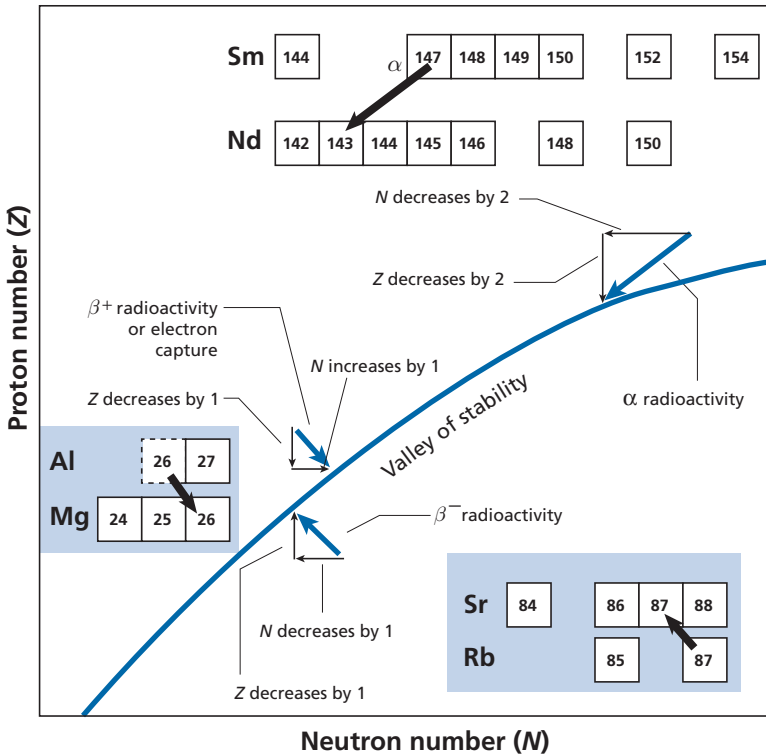 Sm 144 147 148 149 150 152 154
α
Nd 142 143 144 145 146 148 150
N decreases by 2
Z decreases by 2
β+ radioactivity
or electron
capture
N increases by 1
Z decreases by 1
α radioactivity
Valley of stability
Al 26 27
Mg 24 25 26
β− radioactivity
N decreases by 1
Z decreases by 1
Sr 84 86 87 88
Rb 85 87
Proton number (Z)
Neutron number (N)